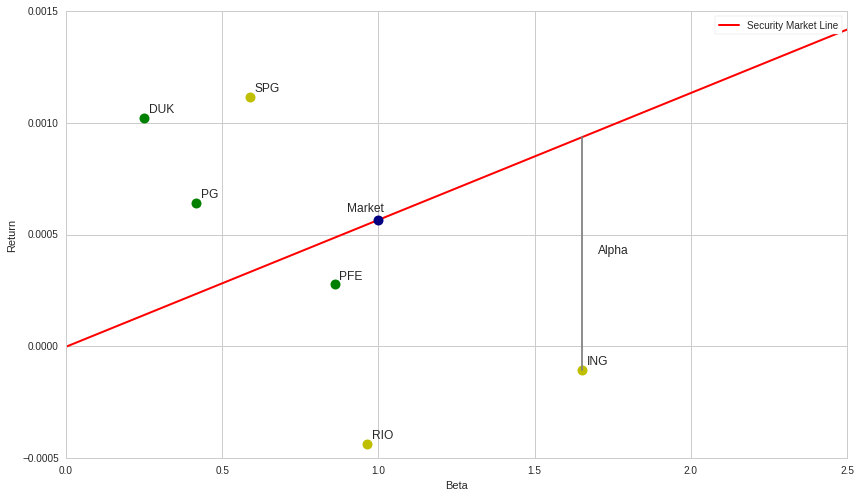 0.0015
Security Market Line
SPG
DUK
0.0010
PG
Market
0.0005
Alpha
Return
PFE
0.0000
ING
RIO
−0.0005
0.0
0.5
1.0
1.5
2.0
2.5
Beta